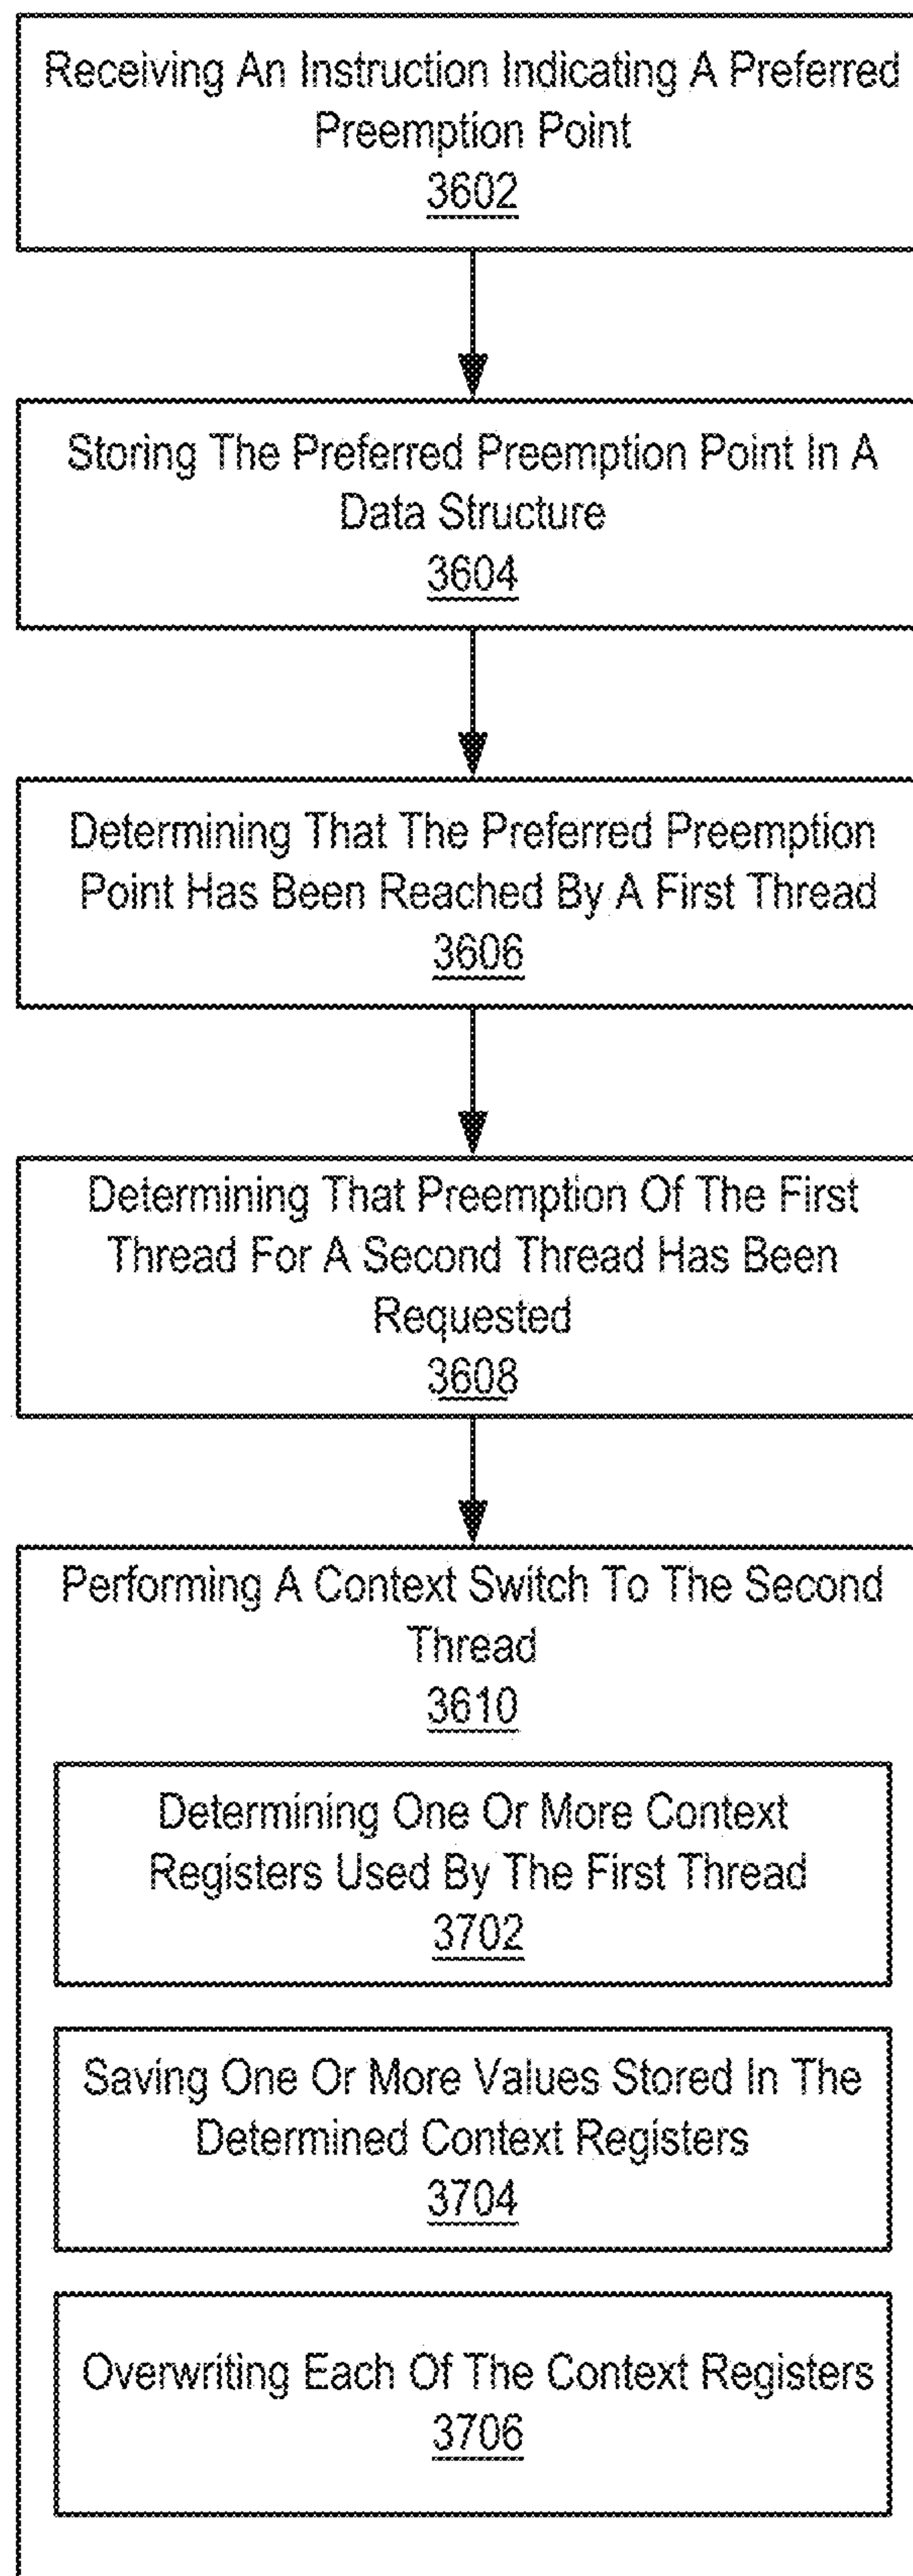 Receiving An Instruction Indicating A Preferred
Preemption Point
3602
Storing The Preferred Preemption Point In A
Data Structure
3604
Determining That The Preferred Preemption
Point Has Been Reached By A First Thread
3606
Determining That Preemption Of The First
Thread For A Second Thread Has Been
Requested
3608
Performing A Context Switch To The Second
Thread
3610
Determining One Or More Context
Registers Used By The First Thread
3702
Saving One Or More Values Stored In The
Determined Context Registers
3704
Overwriting Each Of The Context Registers
3706